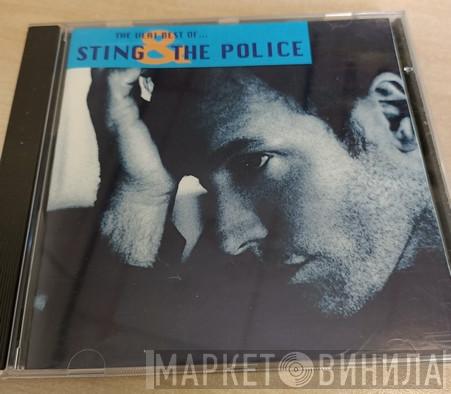 THE VERY BEST OF...
STING & THE POLICE
МАРКЕТ ВИНИЛА